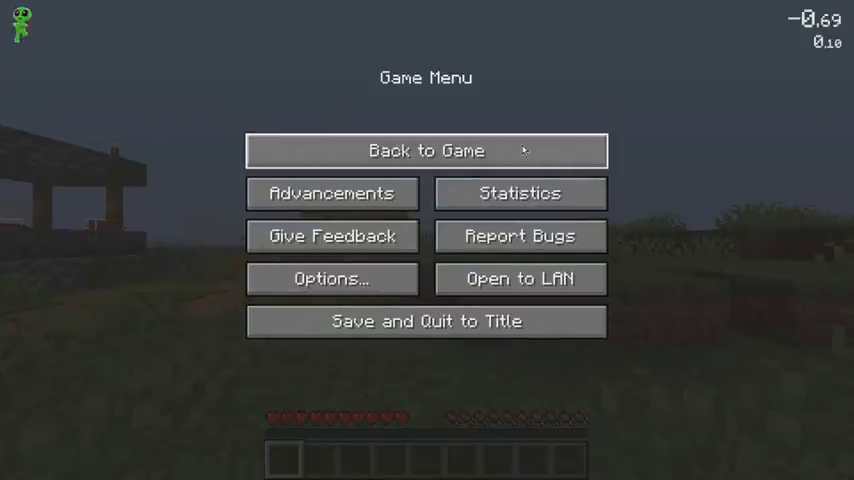 -0.69
0.10
Game Menu
Back to Game
Advancements
Statistics
Give Feedback
Report Bugs
Options...
Open to LAN
Save and Quit to Title